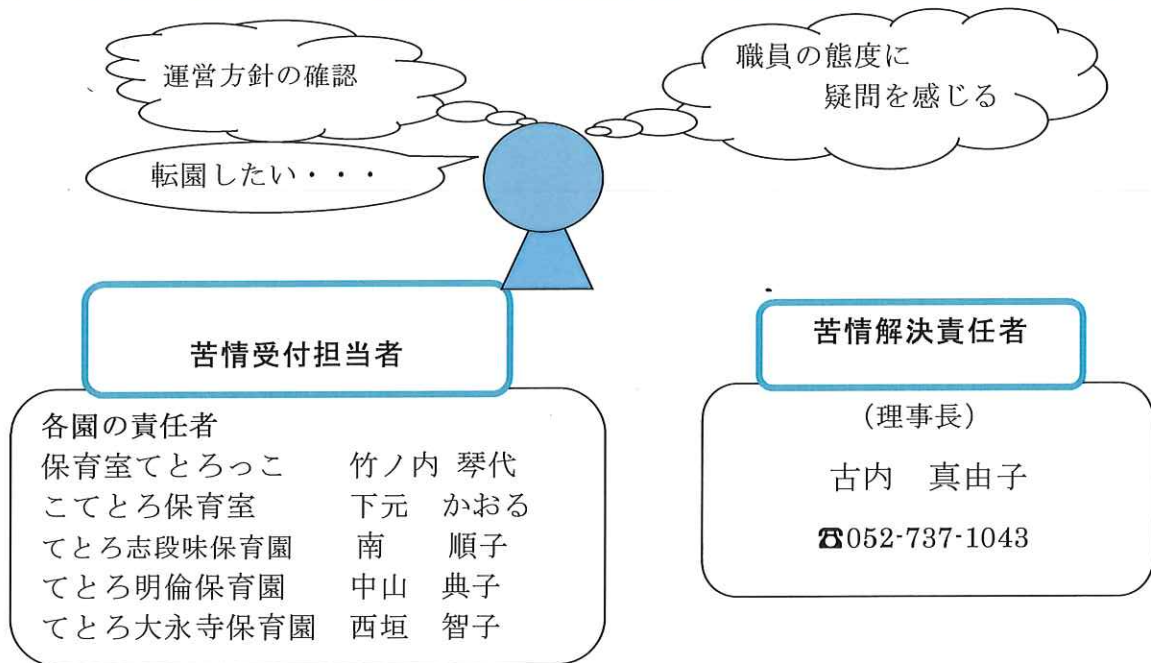 運営方針の確認
職員の態度に
疑問を感じる
転園したい・・・
苦情受付担当者
各園の責任者
保育室てとろっこ 竹ノ内 琴代
こてとろ保育室 下元 かおる
てとろ志段味保育園 南 順子
てとろ明倫保育園 中山 典子
てとろ大永寺保育園 西垣 智子
苦情解決責任者
(理事長)
古内 真由子
☎052-737-1043